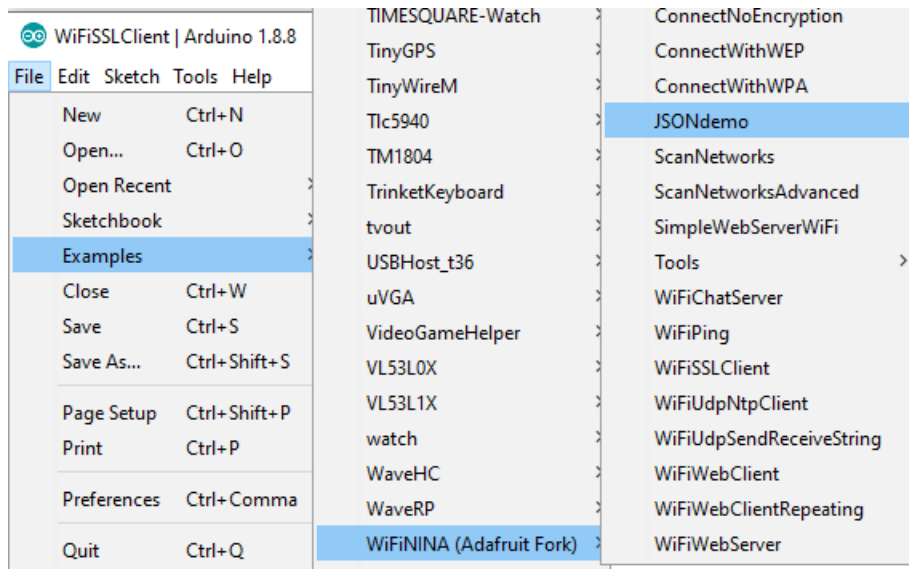 WiFiSSLClient | Arduino 1.8.8
File Edit Sketch Tools Help
New Ctrl+N
Open... Ctrl+O
Open Recent
Sketchbook
Examples
Close Ctrl+W
Save Ctrl+S
Save As... Ctrl+Shift+S
Page Setup Ctrl+Shift+P
Print Ctrl+P
Preferences Ctrl+Comma
Quit Ctrl+Q
TIMESQUARE-Watch
TinyGPS
TinyWireM
Tlc5940
TM1804
TrinketKeyboard
tvout
USBHost_t36
uVGA
VideoGameHelper
VL53L0X
VL53L1X
watch
WaveHC
WaveRP
WiFiNINA (Adafruit Fork)
ConnectNoEncryption
ConnectWithWEP
ConnectWithWPA
JSONdemo
ScanNetworks
ScanNetworksAdvanced
SimpleWebServerWiFi
Tools
WiFiChatServer
WiFiPing
WiFiSSLClient
WiFiUdpNtpClient
WiFiUdpSendReceiveString
WiFiWebClient
WiFiWebClientRepeating
WiFiWebServer